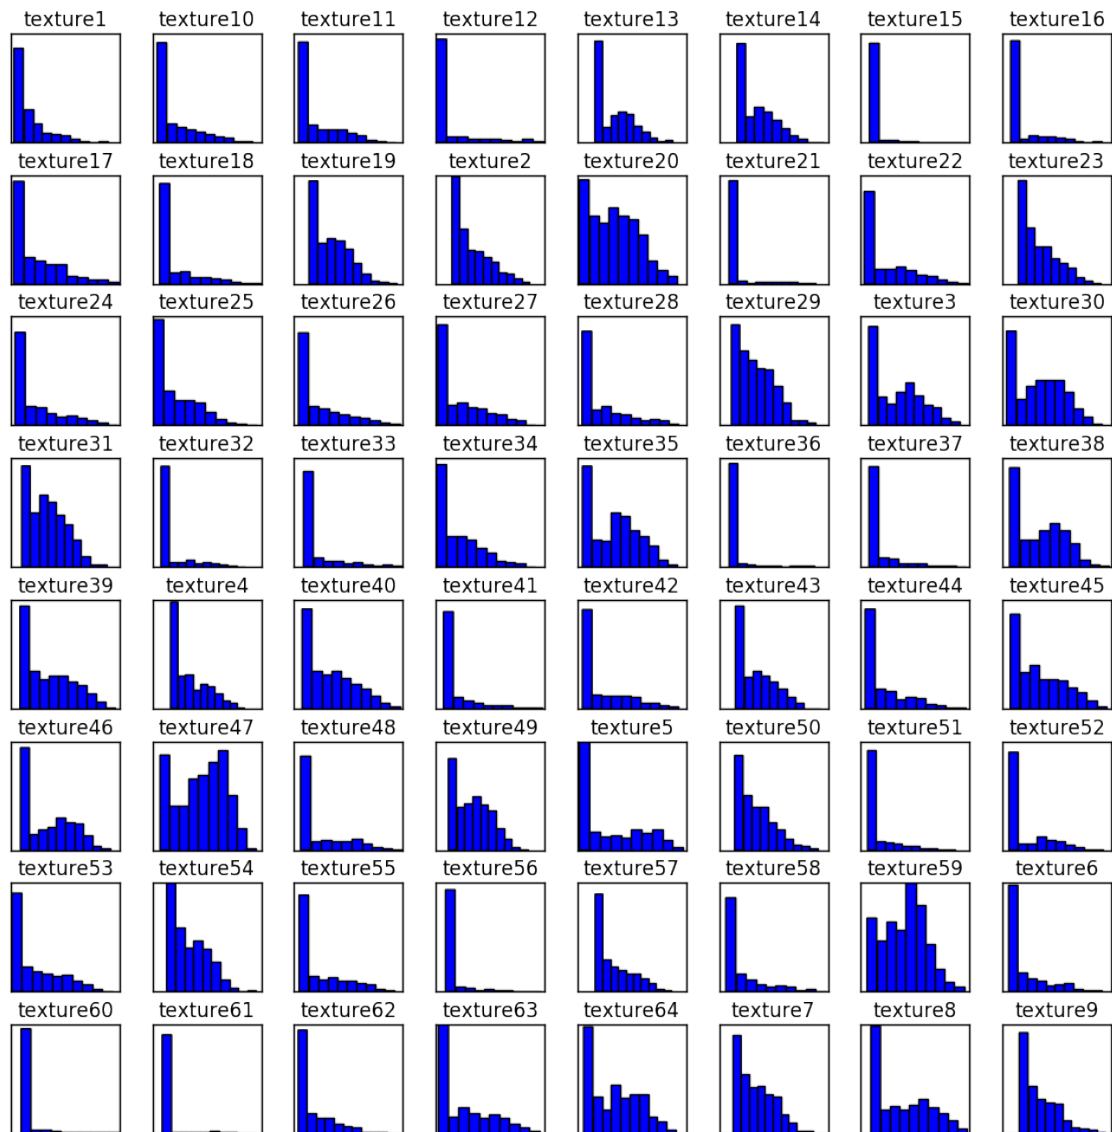 texture1 texture10 texture11 texture12 texture13 texture14 texture15 texture16
texture17 texture18 texture19 texture2 texture20 texture21 texture22 texture23
texture24 texture25 texture26 texture27 texture28 texture29 texture3 texture30
texture31 texture32 texture33 texture34 texture35 texture36 texture37 texture38
texture39 texture4 texture40 texture41 texture42 texture43 texture44 texture45
texture46 texture47 texture48 texture49 texture5 texture50 texture51 texture52
texture53 texture54 texture55 texture56 texture57 texture58 texture59 texture6
texture60 texture61 texture62 texture63 texture64 texture7 texture8 texture9